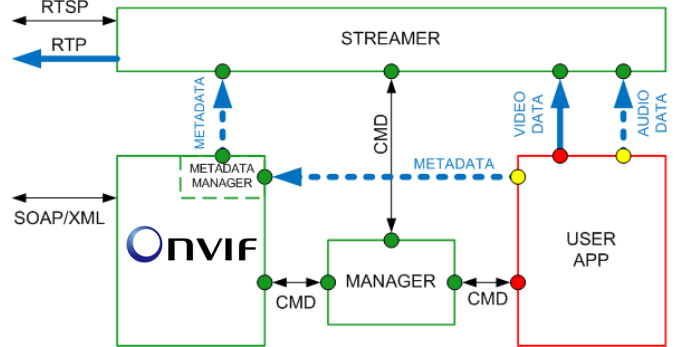 RTSP
RTP
STREAMER
METADATA
CMD
VIDEO
DATA
AUDIO
DATA
METADATA
MANAGER
METADATA
SOAP/XML
ONVIF
MANAGER
USER
APP
CMD
CMD